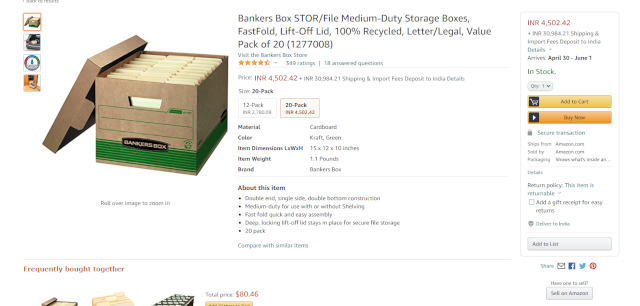 Back to results
Bankers Box STOR/File Medium-Duty Storage Boxes,
FastFold, Lift-Off Lid, 100% Recycled, Letter/Legal, Value
Pack of 20 (1277008)
Visit the Bankers Box Store
349 ratings | 18 answered questions
Price: INR 4,502.42 + INR 30,984.21 Shipping & Import Fees Deposit to India Details
Size: 20-Pack
12-Pack
INR 2,780.09
20-Pack
INR 4,502.42
Material Cardboard
Color Kraft, Green
Item Dimensions LxWxH 15 x 12 x 10 inches
Item Weight 1.1 Pounds
Brand Bankers Box
About this item
• Double end, single side, double bottom construction
• Medium-duty for use with or without Shelving
• Fast fold quick and easy assembly
• Deep, locking lift-off lid stays in place for secure file storage
• 20 pack
Compare with similar items
BANKERS BOX
Roll over image to zoom in
INR 4,502.42
+ INR 30,984.21 Shipping &
Import Fees Deposit to India
Details
Arrives: April 30 - June 1
In Stock.
Qty: 1
Add to Cart
Buy Now
Secure transaction
Ships from Amazon.com
Sold by Amazon.com
Packaging Shows what's inside an...
Details
Return policy: This item is
returnable
Add a gift receipt for easy
returns
Deliver to India
Add to List
Share
Have one to sell?
Sell on Amazon
Frequently bought together
Total price: $80.46